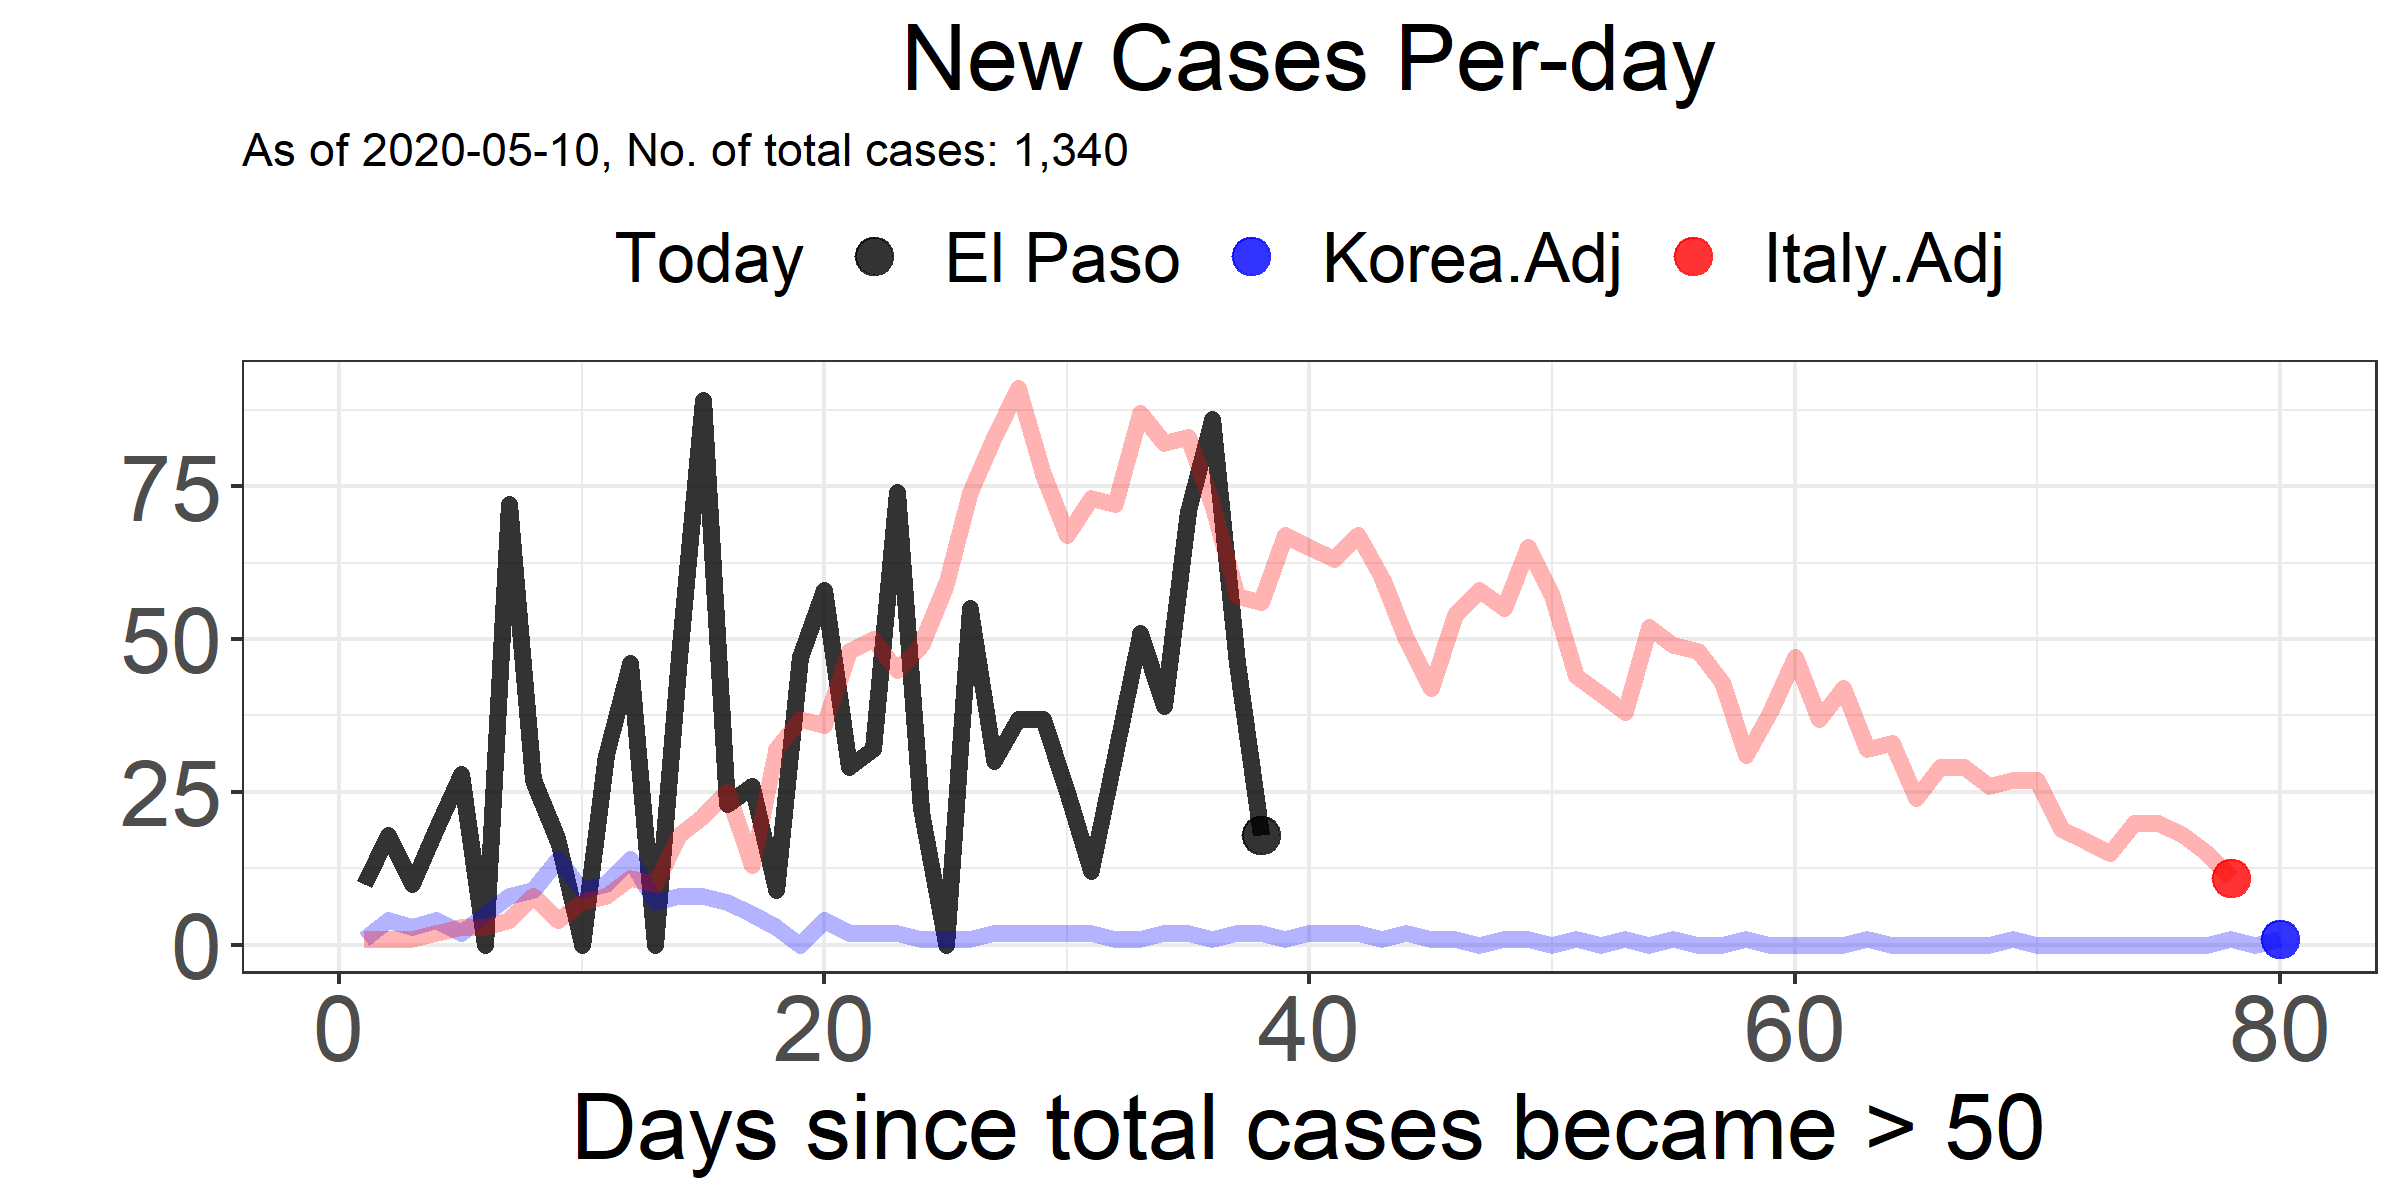 New Cases Per-day
As of 2020-05-10, No. of total cases: 1,340
Today El Paso Korea.Adj Italy.Adj
75
50
25
0
0 20 40 60 80
Days since total cases became > 50